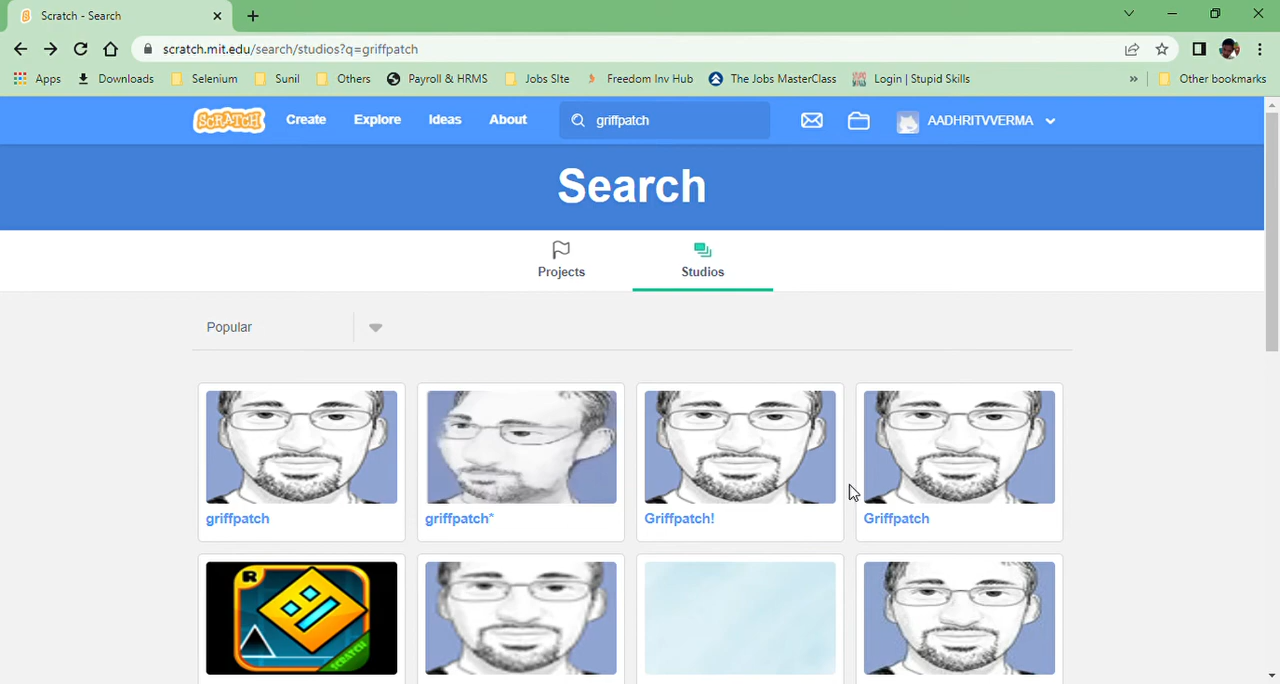 Scratch - Search
scratch.mit.edu/search/studios?q=griffpatch
Apps Downloads Selenium Sunil Others Payroll & HRMS Jobs SIte Freedom Inv Hub The Jobs MasterClass Login | Stupid Skills » Other bookmarks
SCRATCH Create Explore Ideas About griffpatch AADHRITVVERMA
Search
Projects Studios
Popular
griffpatch griffpatch* Griffpatch! Griffpatch
R
SCRATCH